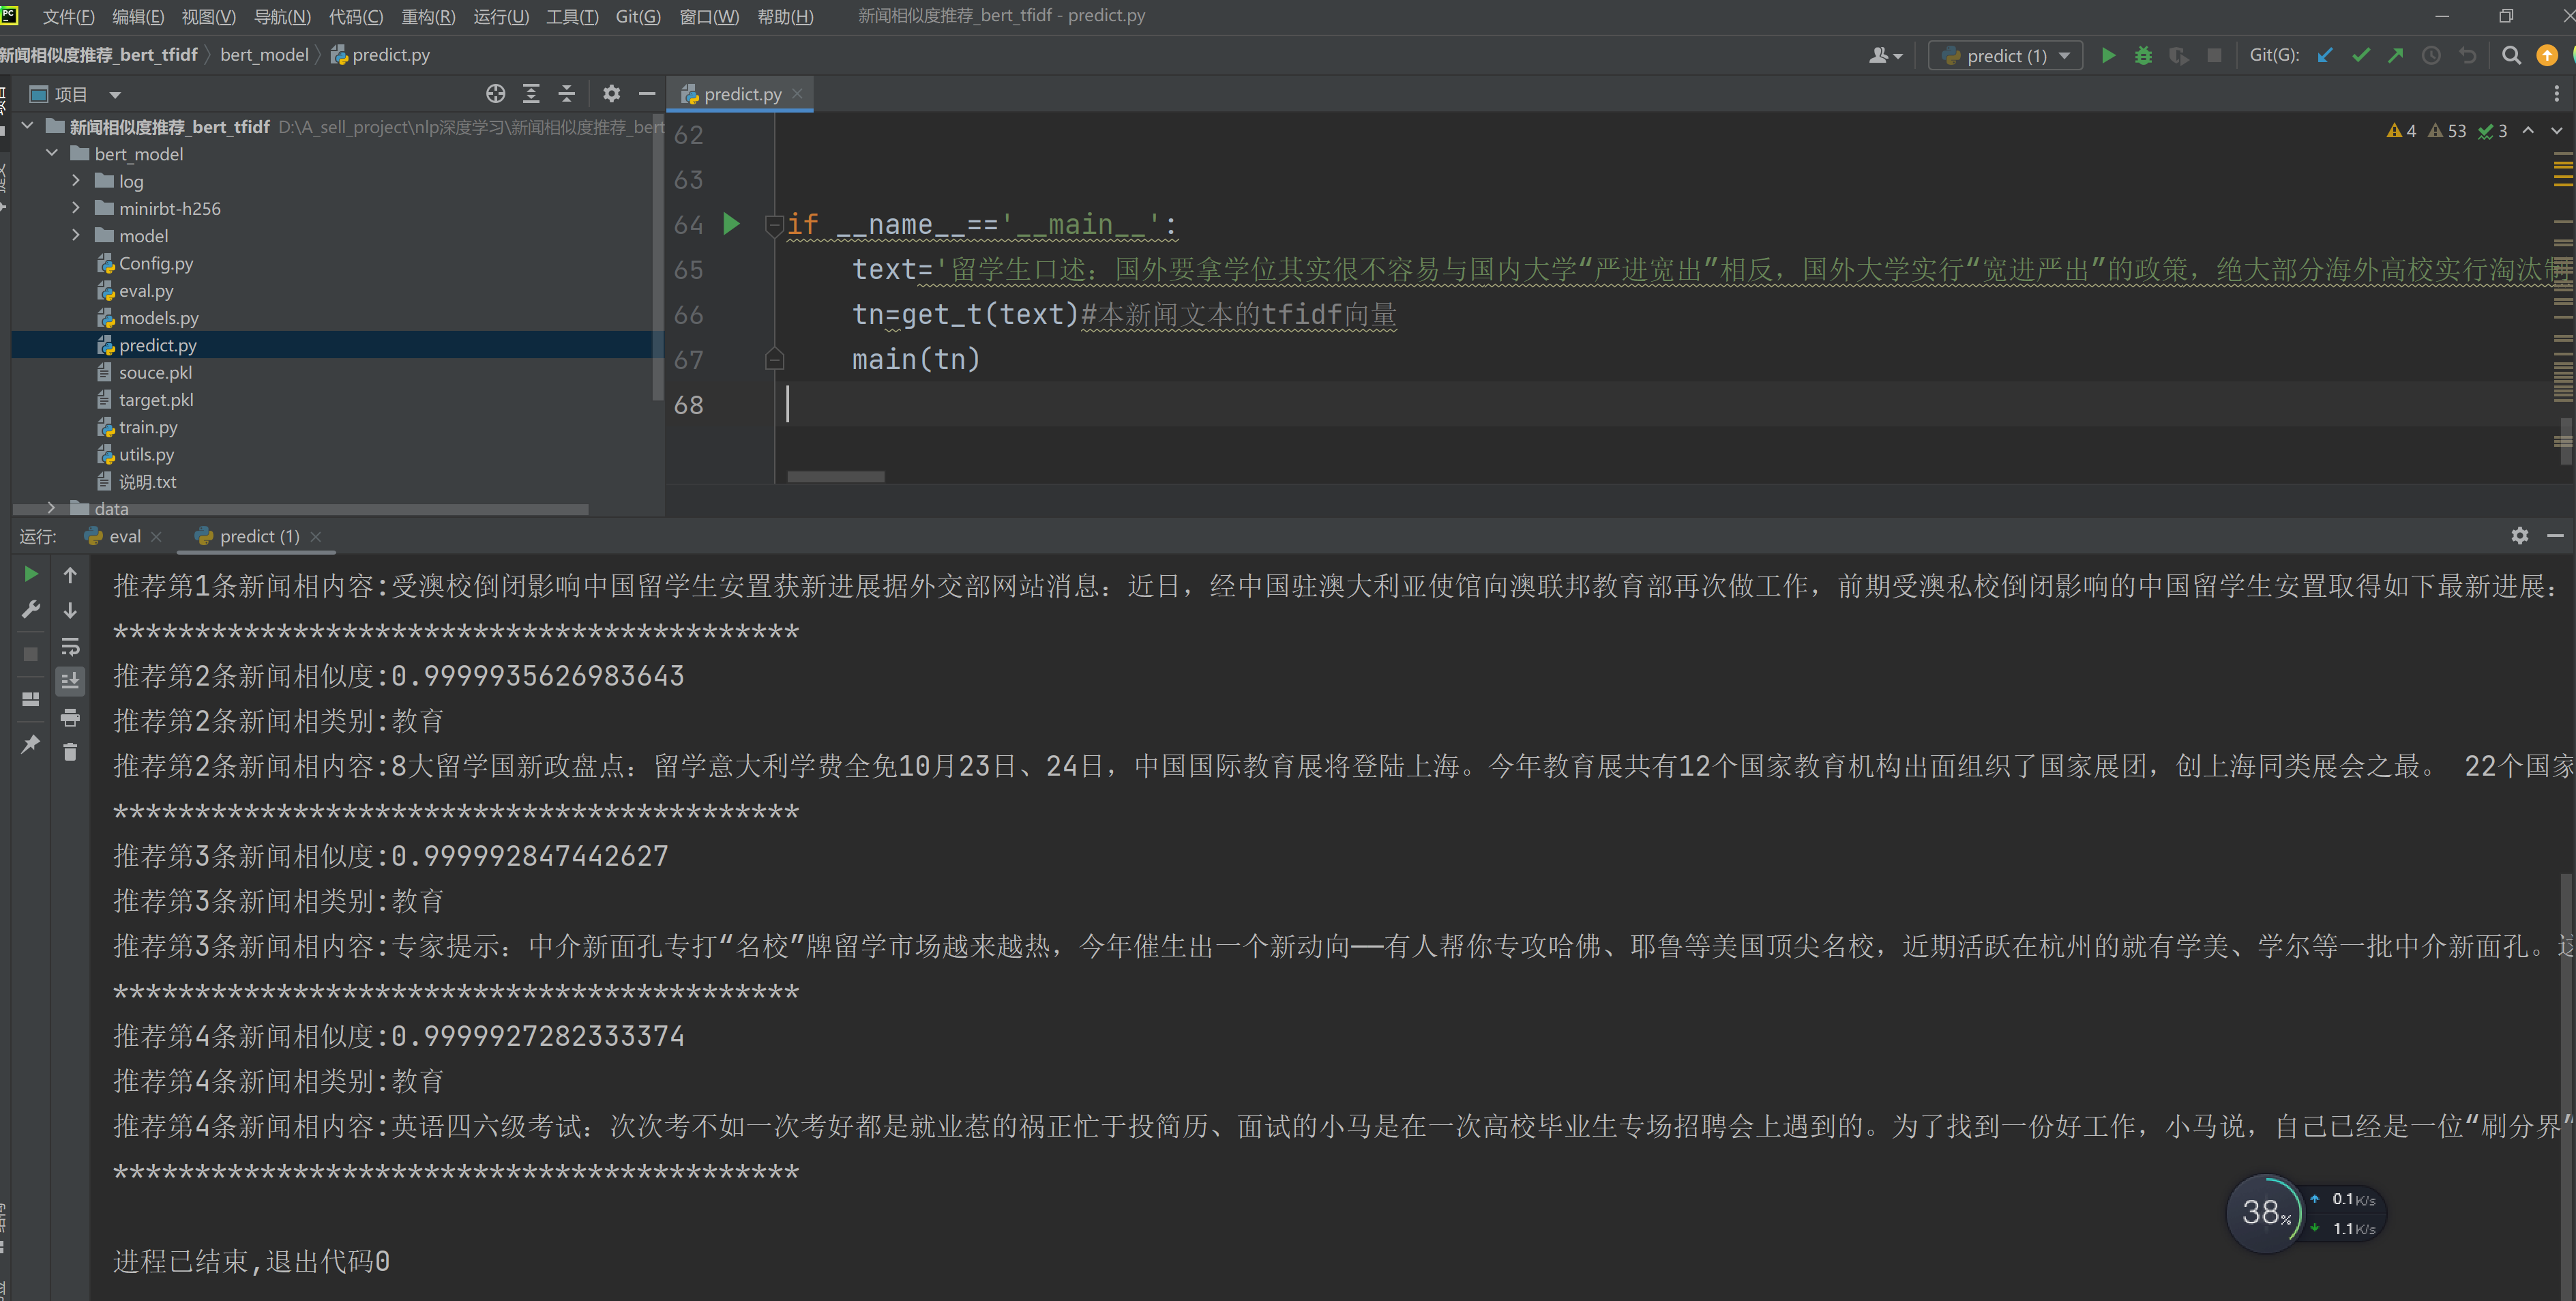 文件(F) 编辑(E) 视图(V) 导航(N) 代码(C) 重构(R) 运行(U) 工具(T) Git(G) 窗口(W) 帮助(H) 新闻相似度推荐_bert_tfidf - predict.py
新闻相似度推荐_bert_tfidf bert_model predict.py predict (1) Git(G):
项目 predict.py
新闻相似度推荐_bert_tfidf D:\A_sell_project\nlp深度学习\新闻相似度推荐_bert
bert_model
log
minirbt-h256
model
Config.py
eval.py
models.py
predict.py
souce.pkl
target.pkl
train.py
utils.py
说明.txt
data
4 53 3
62
63
64 if __name__=='__main__':
65 text='留学生口述：国外要拿学位其实很不容易与国内大学“严进宽出”相反，国外大学实行“宽进严出”的政策，绝大部分海外高校实行淘汰制
66 tn=get_t(text)#本新闻文本的tfidf向量
67 main(tn)
68
运行: eval predict (1)
推荐第1条新闻相内容:受澳校倒闭影响中国留学生安置获新进展据外交部网站消息：近日，经中国驻澳大利亚使馆向澳联邦教育部再次做工作，前期受澳私校倒闭影响的中国留学生安置取得如下最新进展：
******************************************
推荐第2条新闻相似度:0.9999935626983643
推荐第2条新闻相类别:教育
推荐第2条新闻相内容:8大留学国新政盘点：留学意大利学费全免10月23日、24日，中国国际教育展将登陆上海。今年教育展共有12个国家教育机构出面组织了国家展团，创上海同类展会之最。 22个国家
******************************************
推荐第3条新闻相似度:0.999992847442627
推荐第3条新闻相类别:教育
推荐第3条新闻相内容:专家提示：中介新面孔专打“名校”牌留学市场越来越热，今年催生出一个新动向——有人帮你专攻哈佛、耶鲁等美国顶尖名校，近期活跃在杭州的就有学美、学尔等一批中介新面孔。这
******************************************
推荐第4条新闻相似度:0.9999927282333374
推荐第4条新闻相类别:教育
推荐第4条新闻相内容:英语四六级考试：次次考不如一次考好都是就业惹的祸正忙于投简历、面试的小马是在一次高校毕业生专场招聘会上遇到的。为了找到一份好工作，小马说，自己已经是一位“刷分界”
******************************************
进程已结束,退出代码0
38%
0.1K/s
1.1K/s